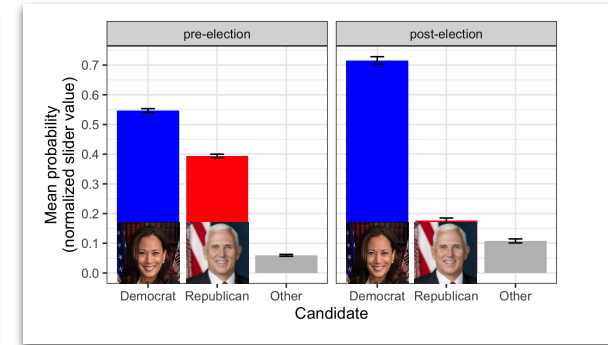 pre-election
post-election
Mean probability
(normalized slider value)
0.7
0.6
0.5
0.4
0.3
0.2
0.1
0.0
Democrat Republican Other
Democrat Republican Other
Candidate